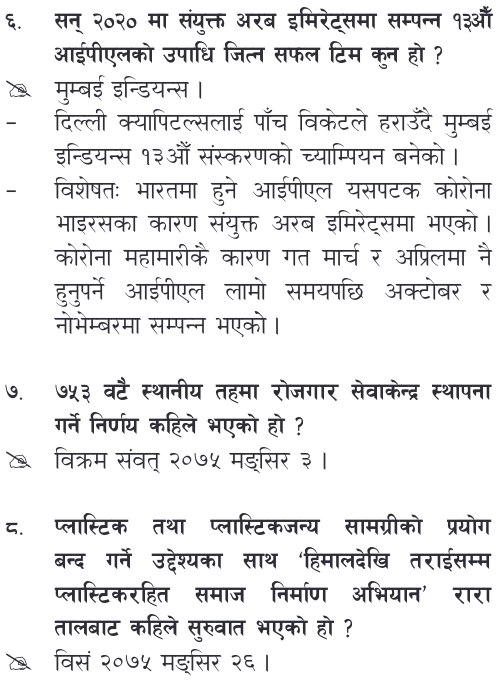 ६. सन् २०२० मा संयुक्त अरब इमिरेट्समा सम्पन्न १३औँ
आईपीएलको उपाधि जित्न सफल टिम कुन हो ?
मुम्बई इन्डियन्स ।
– दिल्ली क्यापिटल्सलाई पाँच विकेटले हराउँदै मुम्बई
इन्डियन्स १३औँ संस्करणको च्याम्पियन बनेको ।
– विशेषतः भारतमा हुने आईपीएल यसपटक कोरोना
भाइरसका कारण संयुक्त अरब इमिरेट्समा भएको ।
कोरोना महामारीकै कारण गत मार्च र अप्रिलमा नै
हुनुपर्ने आईपीएल लामो समयपछि अक्टोबर र
नोभेम्बरमा सम्पन्न भएको ।
७. ७५३ वटै स्थानीय तहमा रोजगार सेवाकेन्द्र स्थापना
गर्ने निर्णय कहिले भएको हो ?
विक्रम संवत् २०७५ मङ्सिर ३ ।
८. प्लास्टिक तथा प्लास्टिकजन्य सामग्रीको प्रयोग
बन्द गर्ने उद्देश्यका साथ ‘हिमालदेखि तराईसम्म
प्लास्टिकरहित समाज निर्माण अभियान’ रारा
तालबाट कहिले सुरुवात भएको हो ?
विसं २०७५ मङ्सिर २६ ।